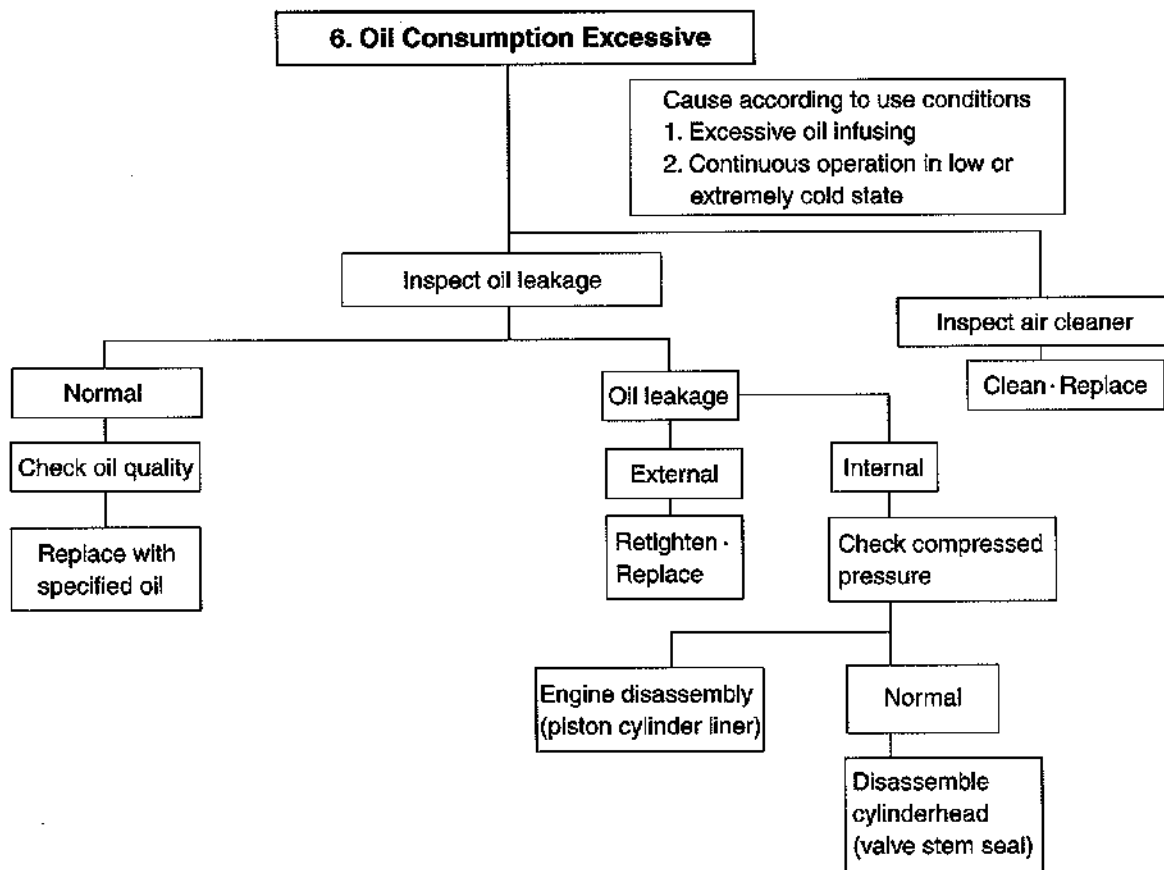 6. Oil Consumption Excessive
Cause according to use conditions
1. Excessive oil infusing
2. Continuous operation in low or
extremely cold state
Inspect oil leakage
Inspect air cleaner
Clean · Replace
Normal
Oil leakage
Check oil quality
External
Internal
Replace with
specified oil
Retighten ·
Replace
Check compressed
pressure
Engine disassembly
(piston cylinder liner)
Normal
Disassemble
cylinderhead
(valve stem seal)